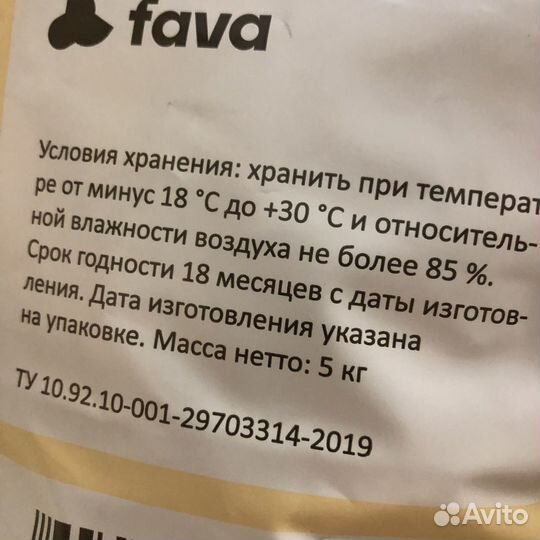 fava
Условия хранения: хранить при температ
ре от минус 18 °С до +30 °С и относитель-
ной влажности воздуха не более 85 %.
Срок годности 18 месяцев с даты изготов-
ления. Дата изготовления указана
на упаковке. Масса нетто: 5 кг
ТУ 10.92.10-001-29703314-2019
Avito